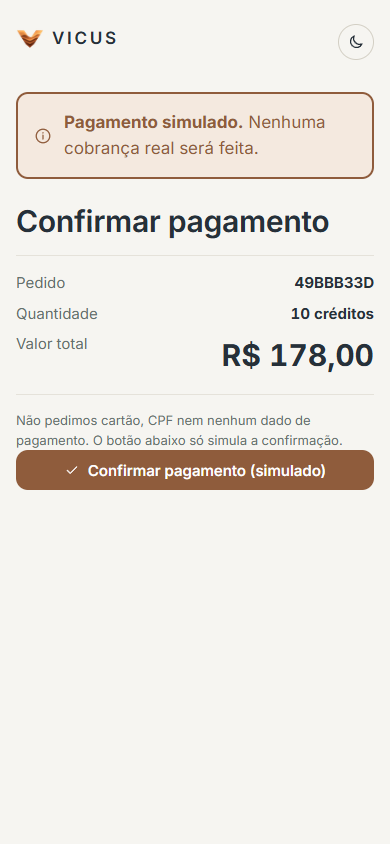 VICUS
Pagamento simulado. Nenhuma
cobrança real será feita.
Confirmar pagamento
Pedido 49BBB33D
Quantidade 10 créditos
Valor total R$ 178,00
Não pedimos cartão, CPF nem nenhum dado de
pagamento. O botão abaixo só simula a confirmação.
Confirmar pagamento (simulado)